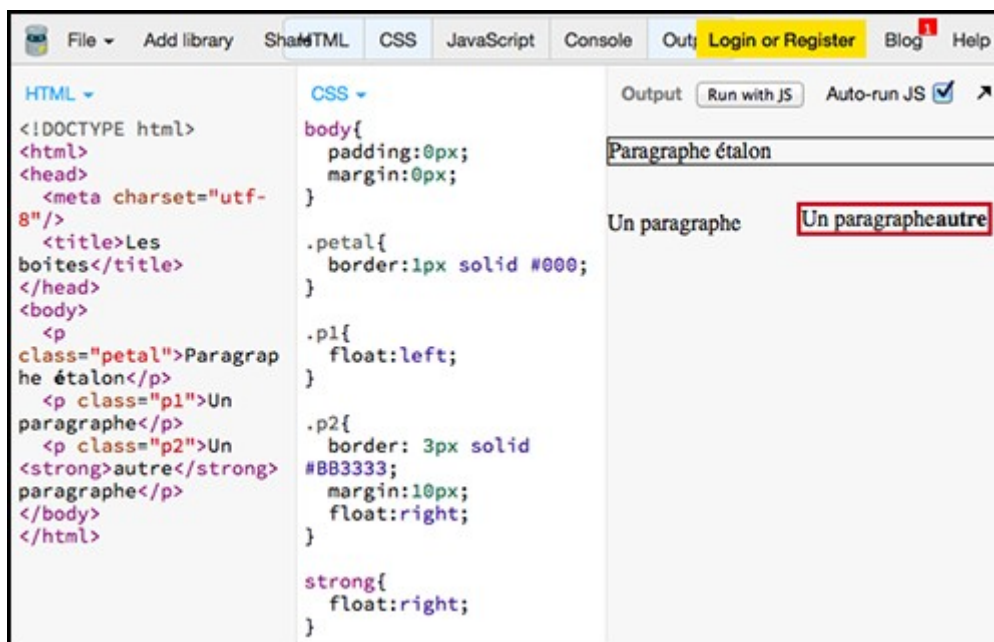 File Add library Share HTML CSS JavaScript Console Output Login or Register Blog 1 Help
HTML
<!DOCTYPE html>
<html>
<head>
<meta charset="utf-
8"/>
<title>Les
boites</title>
</head>
<body>
<p
class="petal">Paragrap
he étalon</p>
<p class="p1">Un
paragraphe</p>
<p class="p2">Un
<strong>autre</strong>
paragraphe</p>
</body>
</html>
CSS
body{
padding:0px;
margin:0px;
}
.petal{
border:1px solid #000;
}
.p1{
float:left;
}
.p2{
border: 3px solid
#BB3333;
margin:10px;
float:right;
}
strong{
float:right;
}
Output Run with JS Auto-run JS
Paragraphe étalon
Un paragraphe
Un paragrapheautre